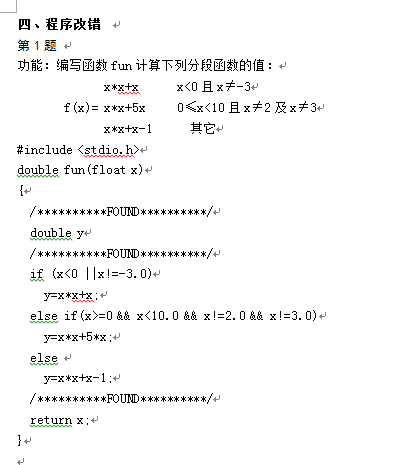 四、程序改错
第1题
功能：编写函数fun计算下列分段函数的值：
x*x+x x<0且x≠-3
f(x)= x*x+5x 0≤x<10且x≠2及x≠3
x*x+x-1 其它
#include <stdio.h>
double fun(float x)
{
/**********FOUND**********/
double y
/**********FOUND**********/
if (x<0 ||x!=-3.0)
y=x*x+x;
else if(x>=0 && x<10.0 && x!=2.0 && x!=3.0)
y=x*x+5*x;
else
y=x*x+x-1;
/**********FOUND**********/
return x;
}